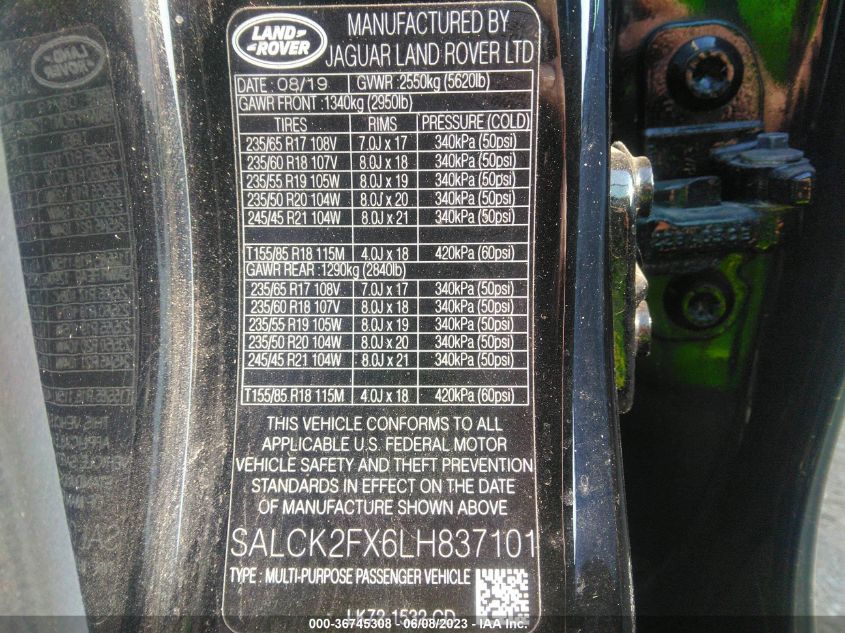 LAND
ROVER
MANUFACTURED BY
JAGUAR LAND ROVER LTD
DATE : 08/19 GVWR :2550kg (5620lb)
GAWR FRONT :1340kg (2950lb)
TIRES RIMS PRESSURE (COLD)
235/65 R17 108V 7.0J x 17 340kPa (50psi)
235/60 R18 107V 8.0J x 18 340kPa (50psi)
235/55 R19 105W 8.0J x 19 340kPa (50psi)
235/50 R20 104W 8.0J x 20 340kPa (50psi)
245/45 R21 104W 8.0J x 21 340kPa (50psi)
T155/85 R18 115M 4.0J x 18 420kPa (60psi)
GAWR REAR :1290kg (2840lb)
235/65 R17 108V 7.0J x 17 340kPa (50psi)
235/60 R18 107V 8.0J x 18 340kPa (50psi)
235/55 R19 105W 8.0J x 19 340kPa (50psi)
235/50 R20 104W 8.0J x 20 340kPa (50psi)
245/45 R21 104W 8.0J x 21 340kPa (50psi)
T155/85 R18 115M 4.0J x 18 420kPa (60psi)
THIS VEHICLE CONFORMS TO ALL
APPLICABLE U.S. FEDERAL MOTOR
VEHICLE SAFETY AND THEFT PREVENTION
STANDARDS IN EFFECT ON THE DATE
OF MANUFACTURE SHOWN ABOVE
SALCK2FX6LH837101
TYPE : MULTI-PURPOSE PASSENGER VEHICLE
000-36745308 - 06/08/2023 - IAA Inc.